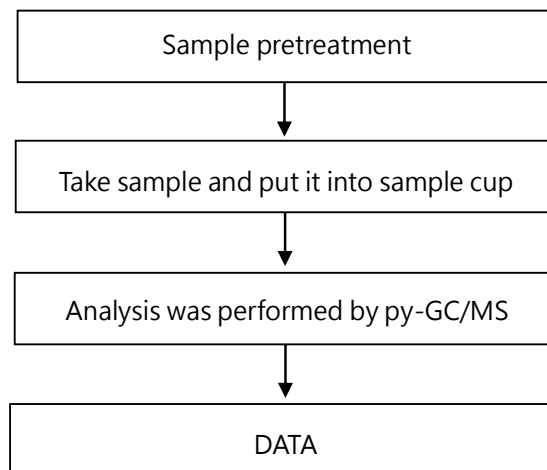 Sample pretreatment
Take sample and put it into sample cup
Analysis was performed by py-GC/MS
DATA